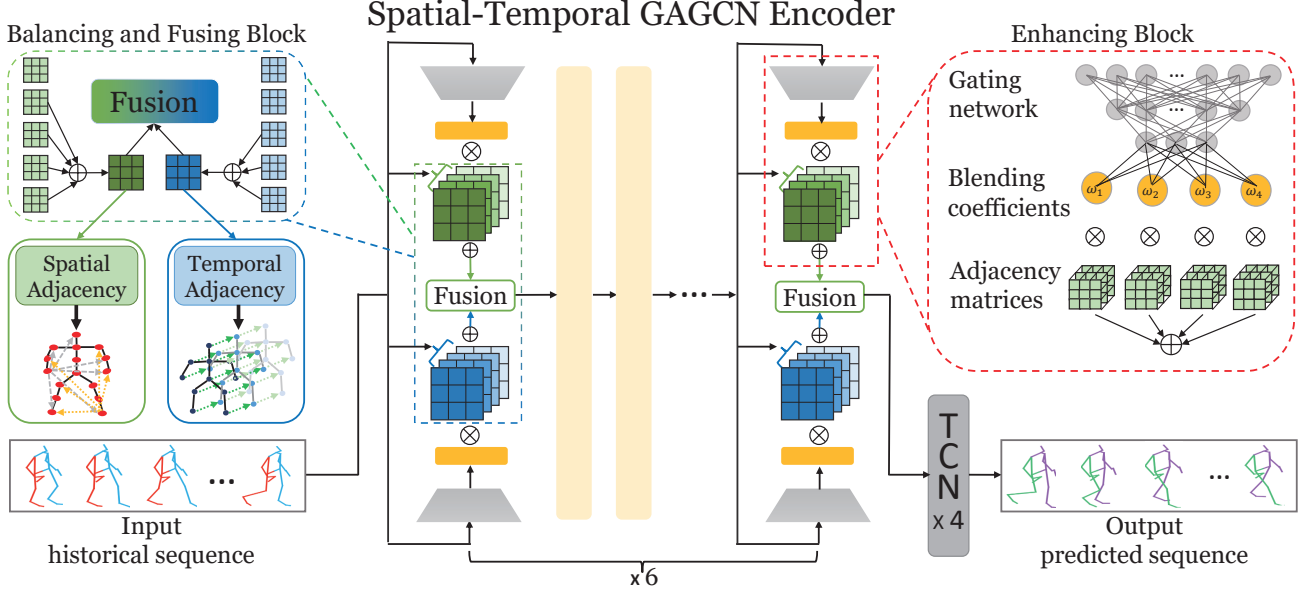 Spatial-Temporal GAGCN Encoder
Balancing and Fusing Block
Fusion
Spatial
Adjacency
Temporal
Adjacency
Input
historical sequence
...
Fusion
...
Fusion
x 6
Enhancing Block
Gating
network
...
...
Blending
coefficients
ω1
ω2
ω3
ω4
Adjacency
matrices
T
C
N
x 4
...
Output
predicted sequence